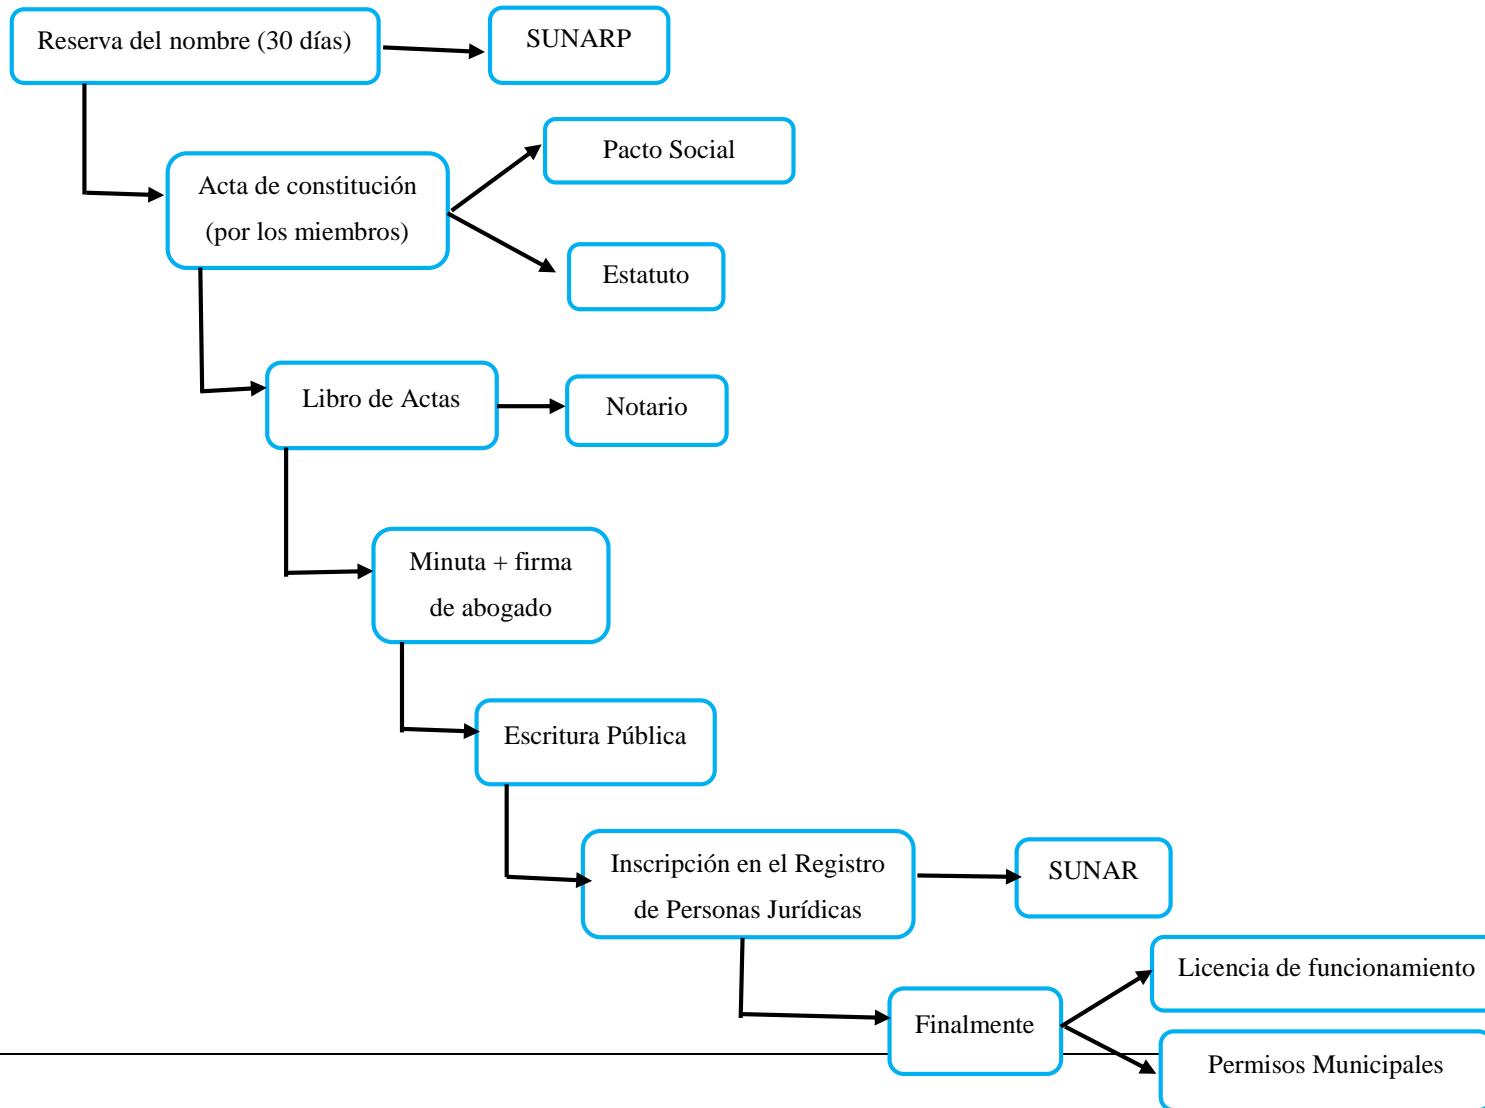 Reserva del nombre (30 días)
SUNARP
Pacto Social
Acta de constitución
(por los miembros)
Estatuto
Libro de Actas
Notario
Minuta + firma
de abogado
Escritura Pública
Inscripción en el Registro
de Personas Jurídicas
SUNAR
Licencia de funcionamiento
Finalmente
Permisos Municipales